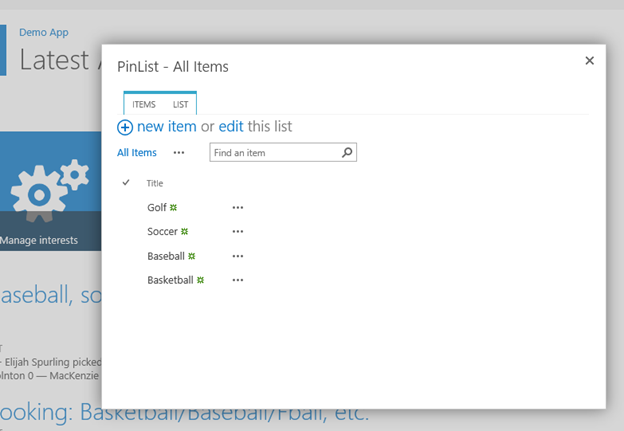 Demo App
Latest A
PinList - All Items
ITEMS LIST
new item or edit this list
All Items ••• Find an item
Title
Golf •••
Soccer •••
Baseball •••
Basketball •••
Manage interests
aseball, so
- Elijah Spurling picked
olnton 0 — MacKenzie
ooking: Basketball/Baseball/Fball, etc.